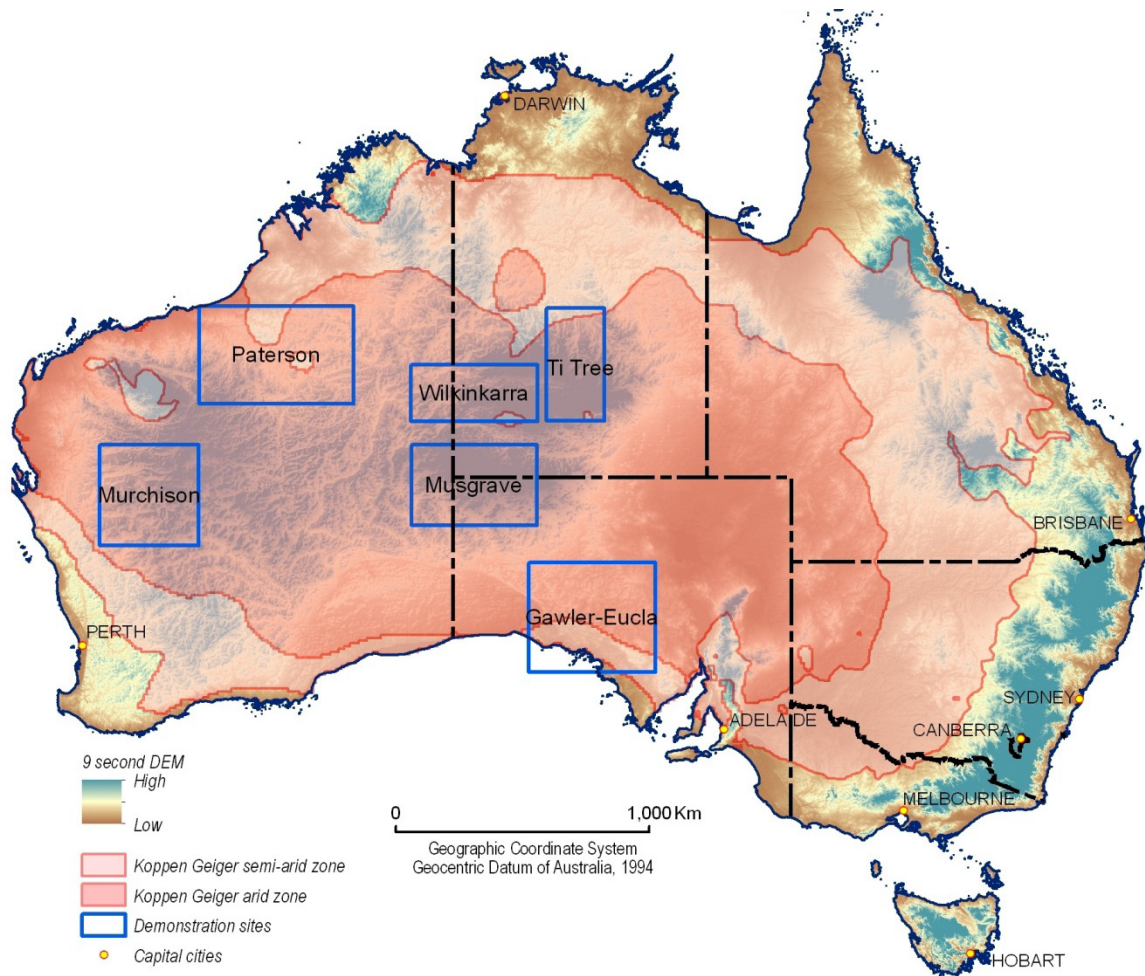 DARWIN
Paterson
Ti Tree
Wilkinkarra
Murchison
Musgrave
BRISBANE
Gawler-Eucla
PERTH
SYDNEY
ADELAIDE
CANBERRA
MELBOURNE
HOBART
9 second DEM
High
Low
0 1,000 Km
Geographic Coordinate System
Geocentric Datum of Australia, 1994
Koppen Geiger semi-arid zone
Koppen Geiger arid zone
Demonstration sites
Capital cities